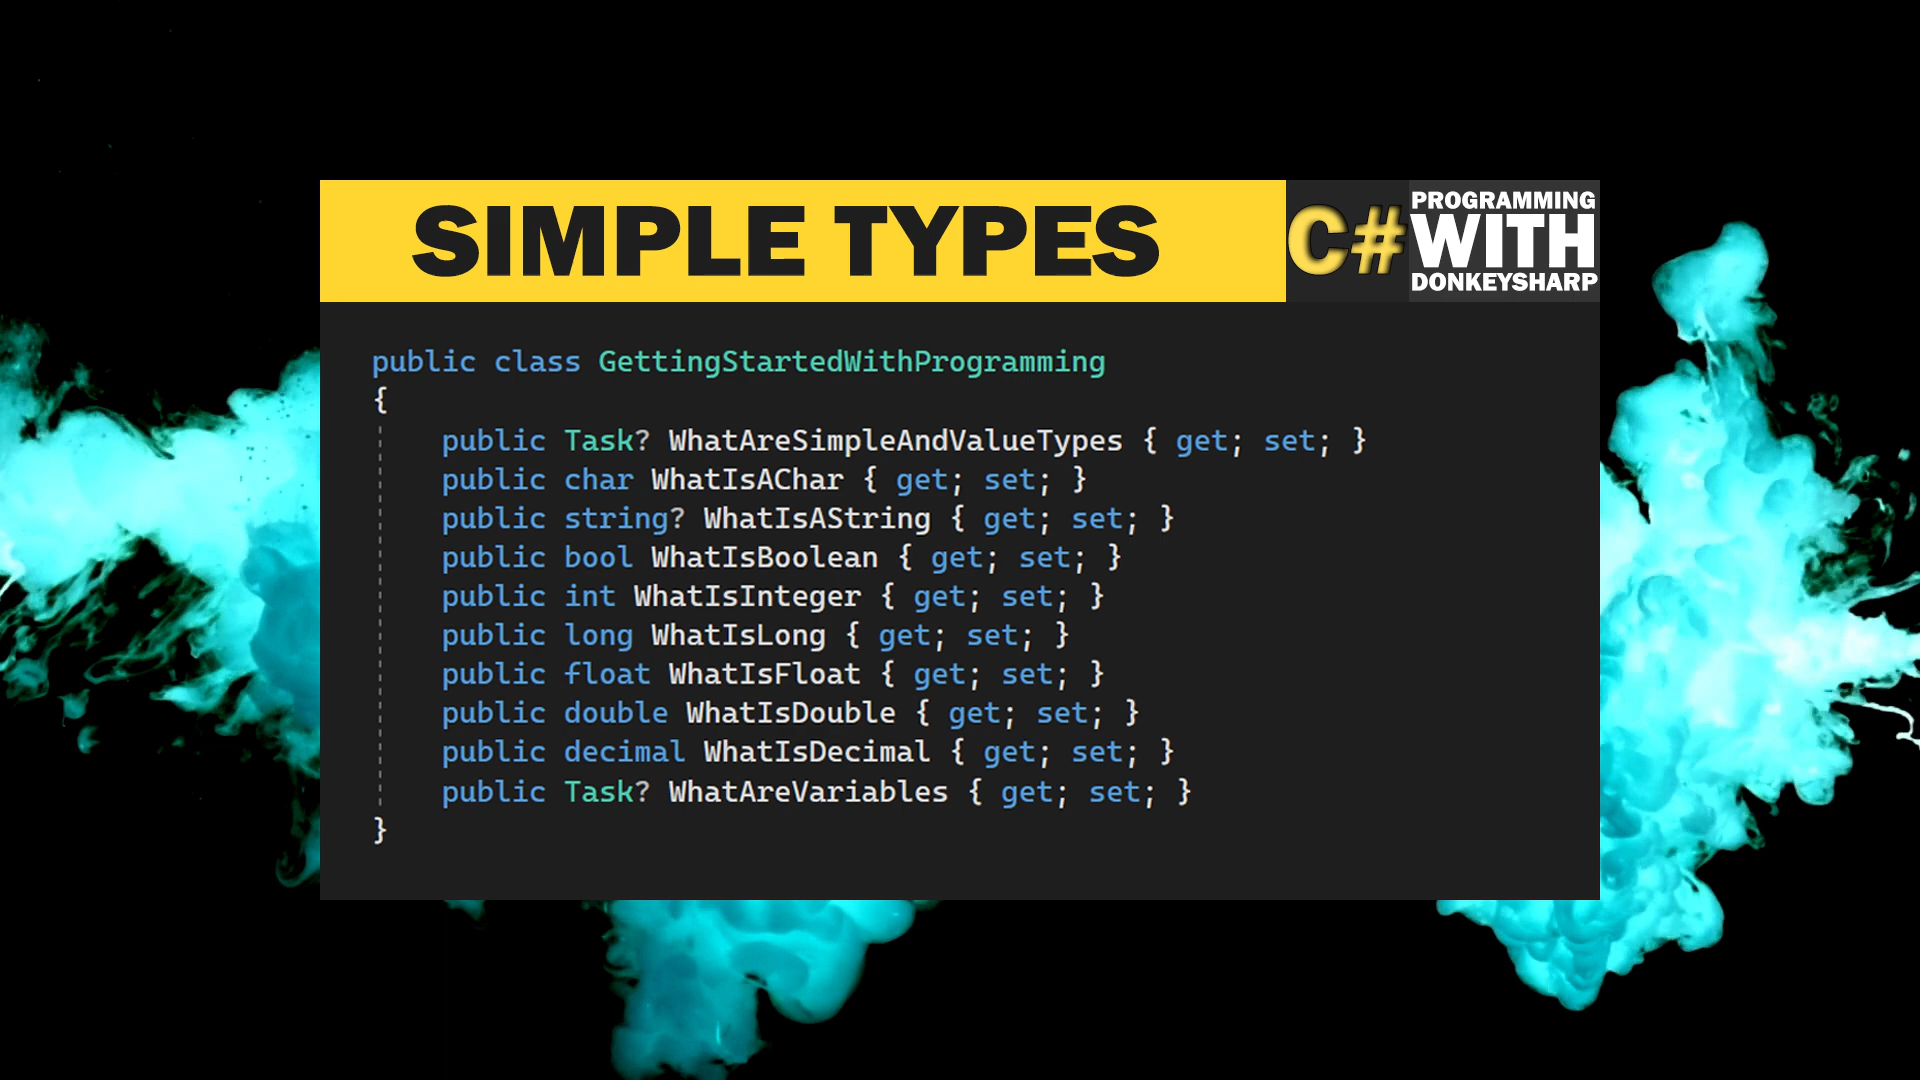 SIMPLE TYPES
C#
PROGRAMMING
WITH
DONKEYSHARP
public class GettingStartedWithProgramming
{
    public Task? WhatAreSimpleAndValueTypes { get; set; }
    public char WhatIsAChar { get; set; }
    public string? WhatIsAString { get; set; }
    public bool WhatIsBoolean { get; set; }
    public int WhatIsInteger { get; set; }
    public long WhatIsLong { get; set; }
    public float WhatIsFloat { get; set; }
    public double WhatIsDouble { get; set; }
    public decimal WhatIsDecimal { get; set; }
    public Task? WhatAreVariables { get; set; }
}